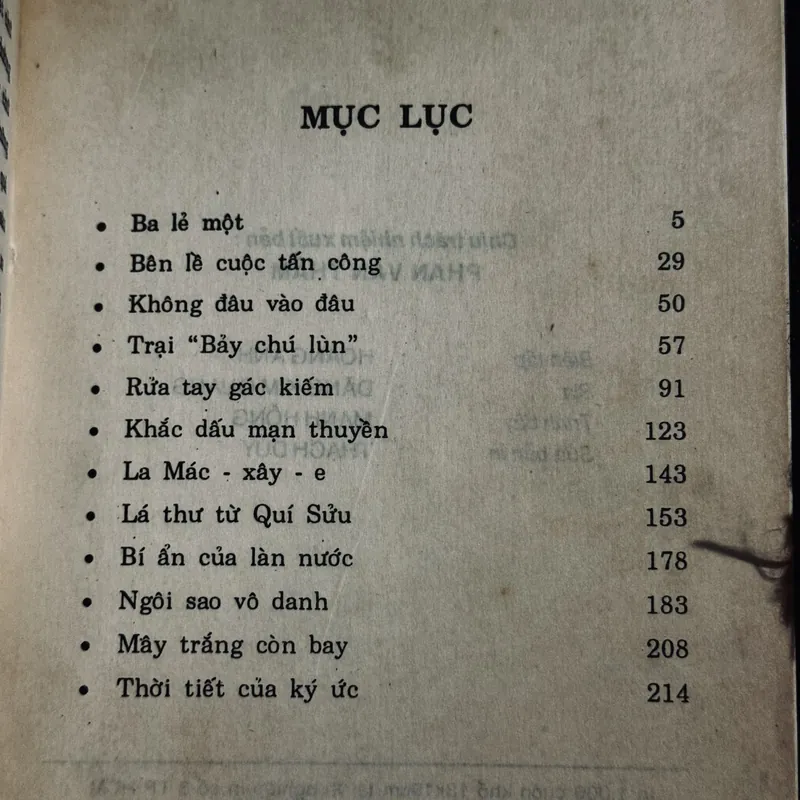 MỤC LỤC
• Ba lẻ một 5
• Bên lề cuộc tấn công 29
• Không đâu vào đâu 50
• Trại “Bảy chú lùn” 57
• Rửa tay gác kiếm 91
• Khắc dấu mạn thuyền 123
• La Mác - xây - e 143
• Lá thư từ Quí Sửu 153
• Bí ẩn của làn nước 178
• Ngôi sao vô danh 183
• Mây trắng còn bay 208
• Thời tiết của ký ức 214